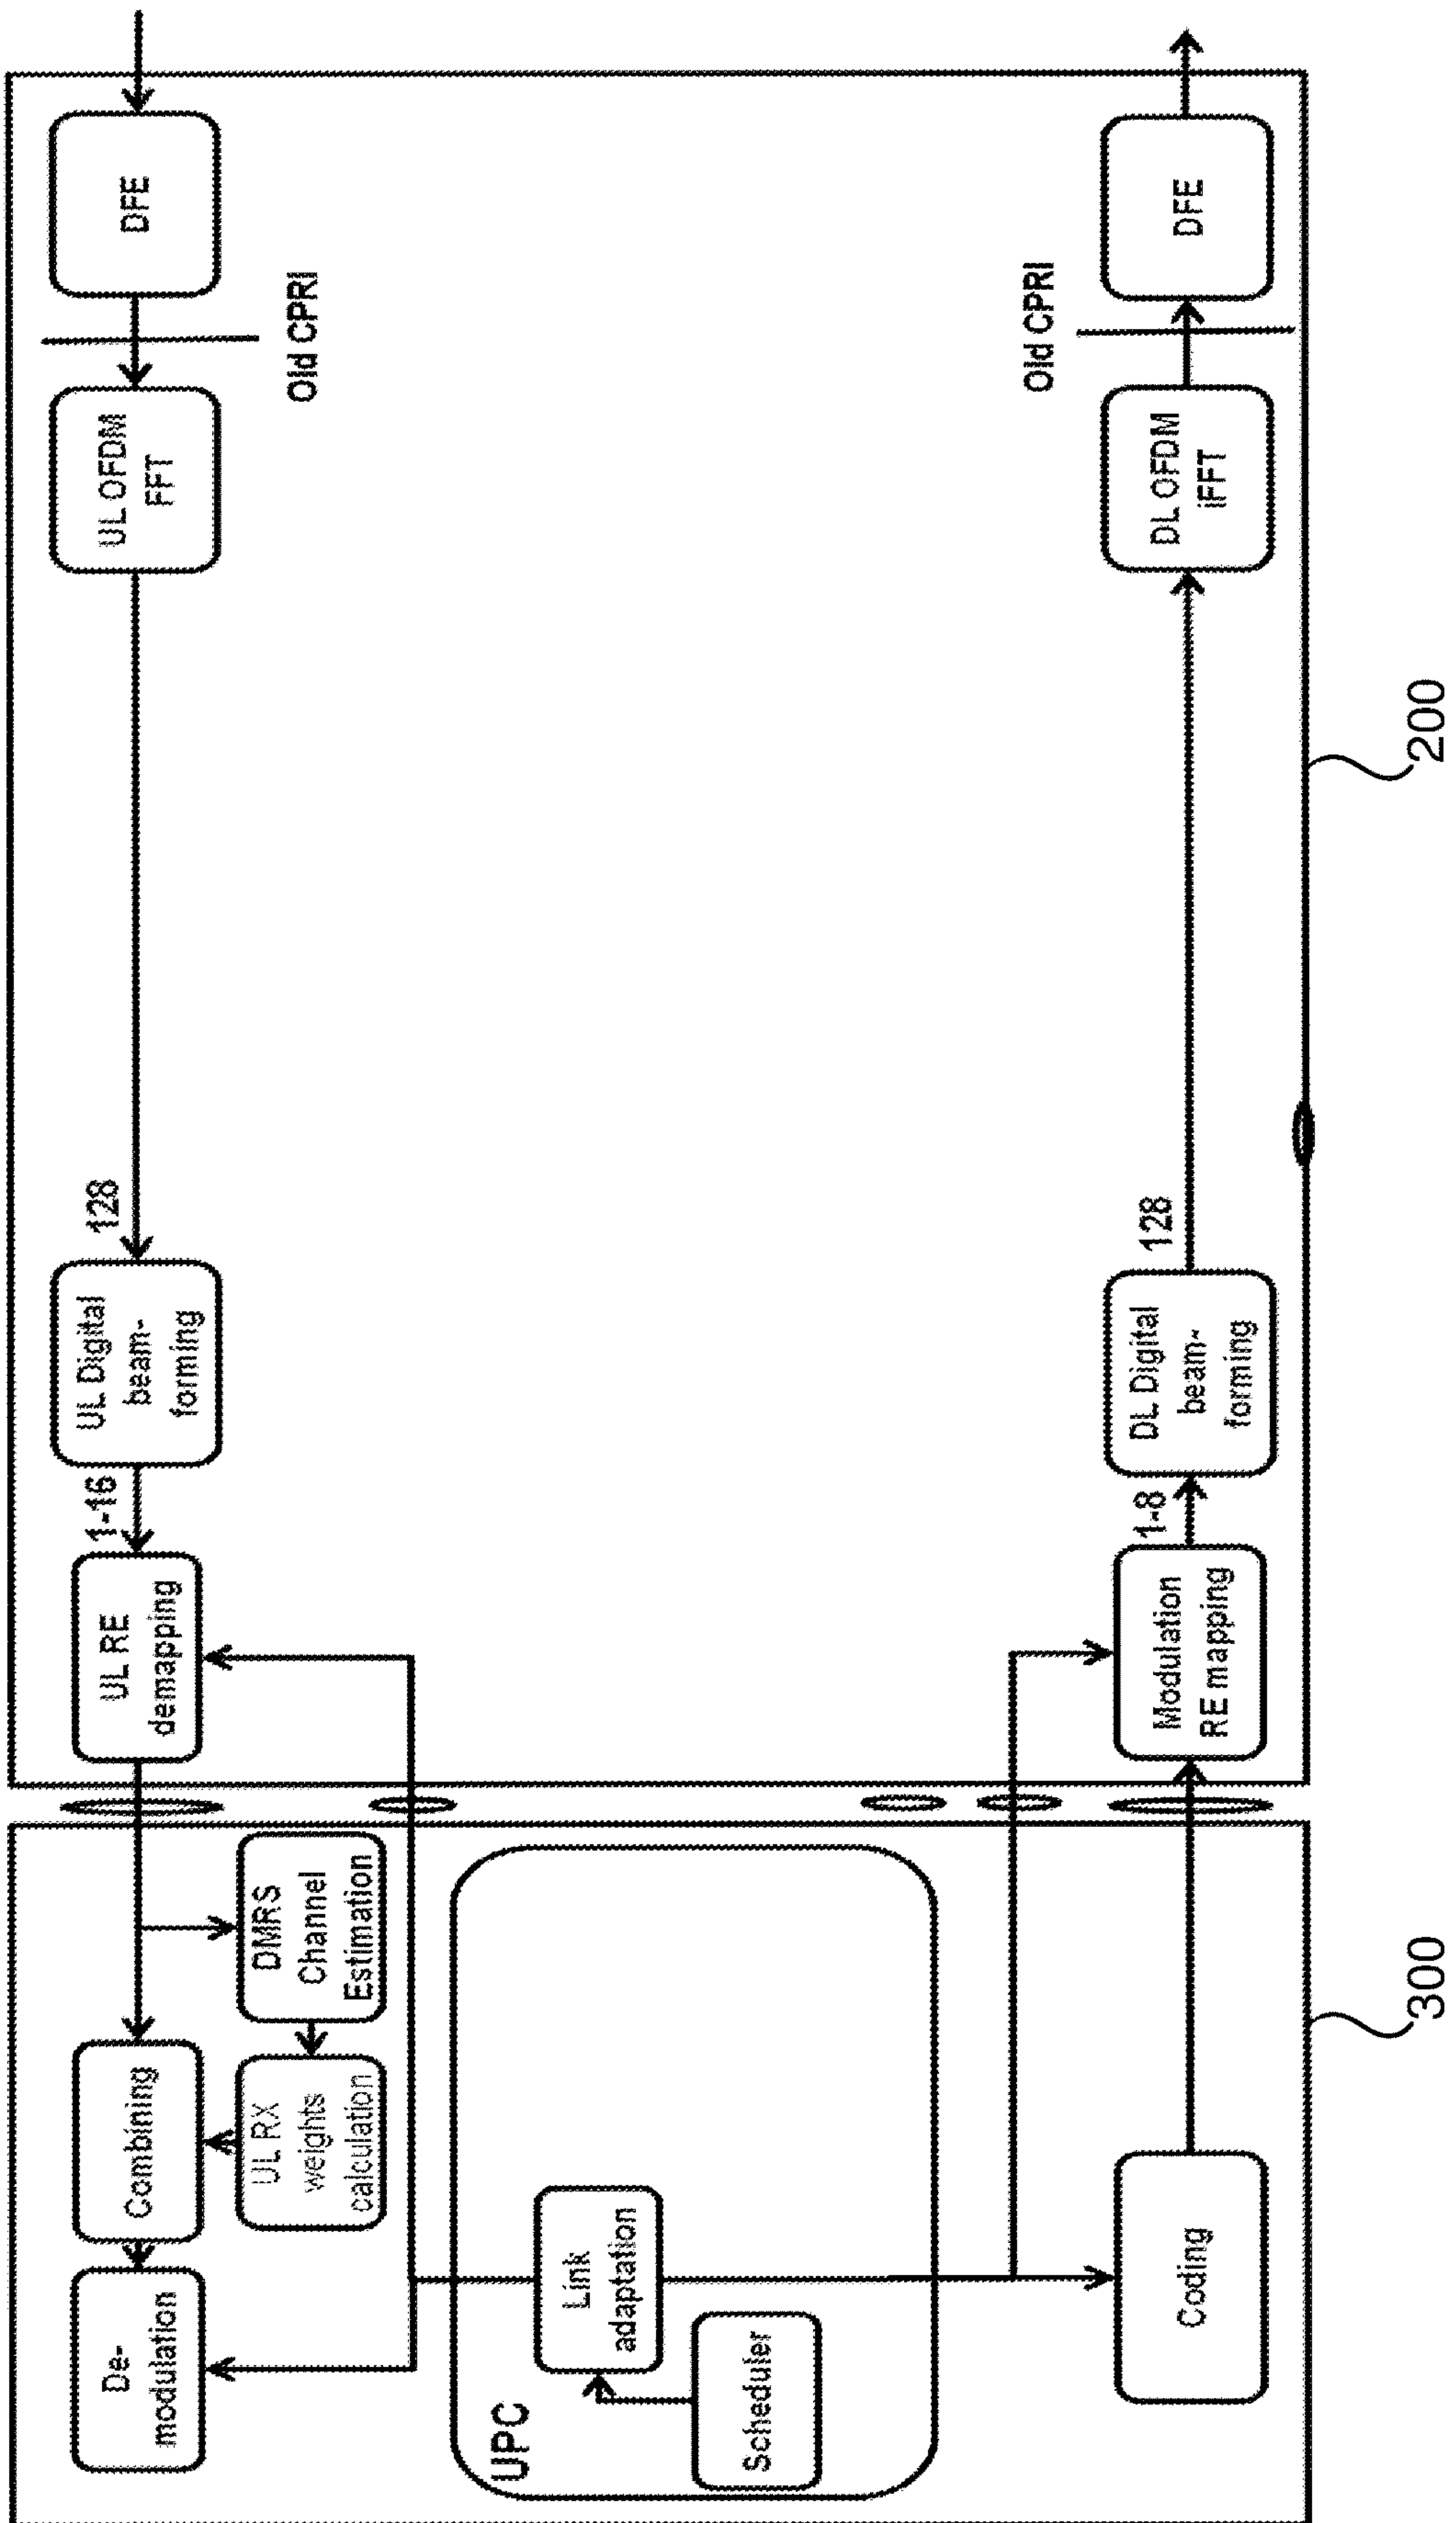 De-
modulation
Combining
UL RX
weights
calculation
DMRS
Channel
Estimation
UL RE
demapping
1-16
UL Digital
beam-
forming
128
UL OFDM
FFT
DFE
Old CPRI
UPC
Link
adaptation
Scheduler
Coding
Modulation
RE mapping
1-8
DL Digital
beam-
forming
128
DL OFDM
iFFT
Old CPRI
DFE
300
200